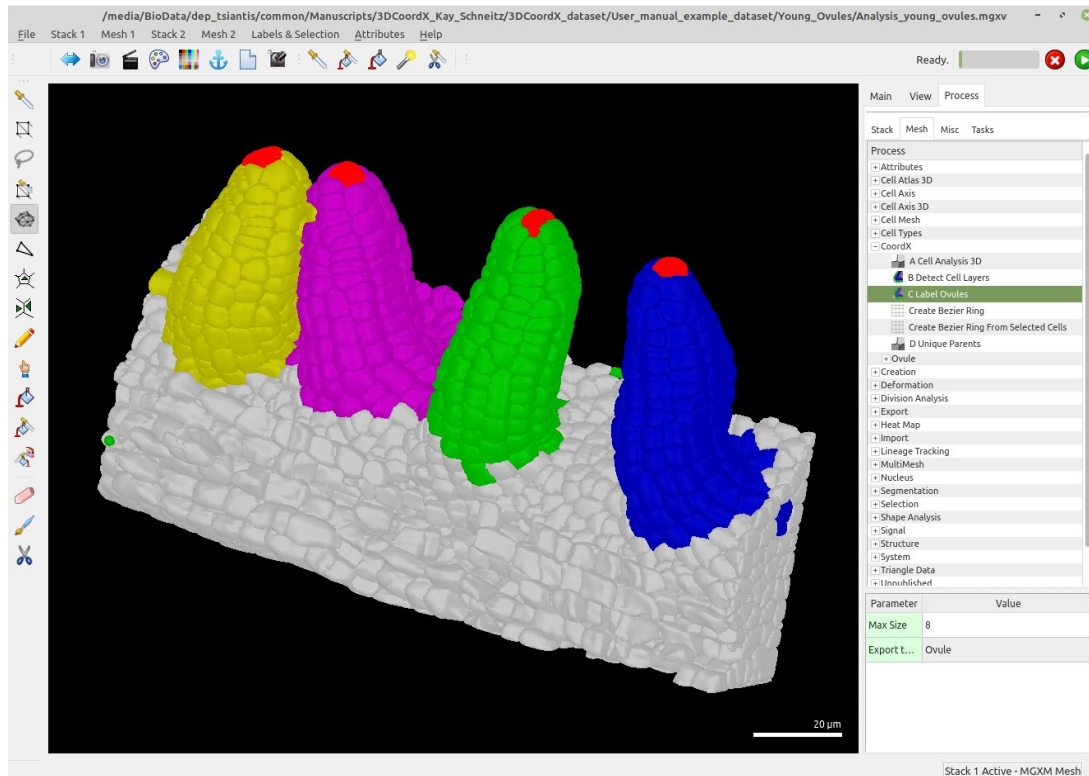 /media/BioData/dep_tsiantis/common/Manuscripts/3DCoordX_Kay_Schneitz/3DCoordX_dataset/User_manual_example_dataset/Young_Ovules/Analysis_young_ovules.mgxv
File Stack 1 Mesh 1 Stack 2 Mesh 2 Labels & Selection Attributes Help
Ready.
Main View Process
Stack Mesh Misc Tasks
Process
Attributes
Cell Atlas 3D
Cell Axis
Cell Axis 3D
Cell Mesh
Cell Types
CoordX
A Cell Analysis 3D
B Detect Cell Layers
C Label Ovules
Create Bezier Ring
Create Bezier Ring From Selected Cells
D Unique Parents
Ovule
Creation
Deformation
Division Analysis
Export
Heat Map
Import
Lineage Tracking
MultiMesh
Nucleus
Segmentation
Selection
Shape Analysis
Signal
Structure
System
Triangle Data
Unpublished
Parameter Value
Max Size 8
Export t... Ovule
20 µm
Stack 1 Active - MGXM Mesh